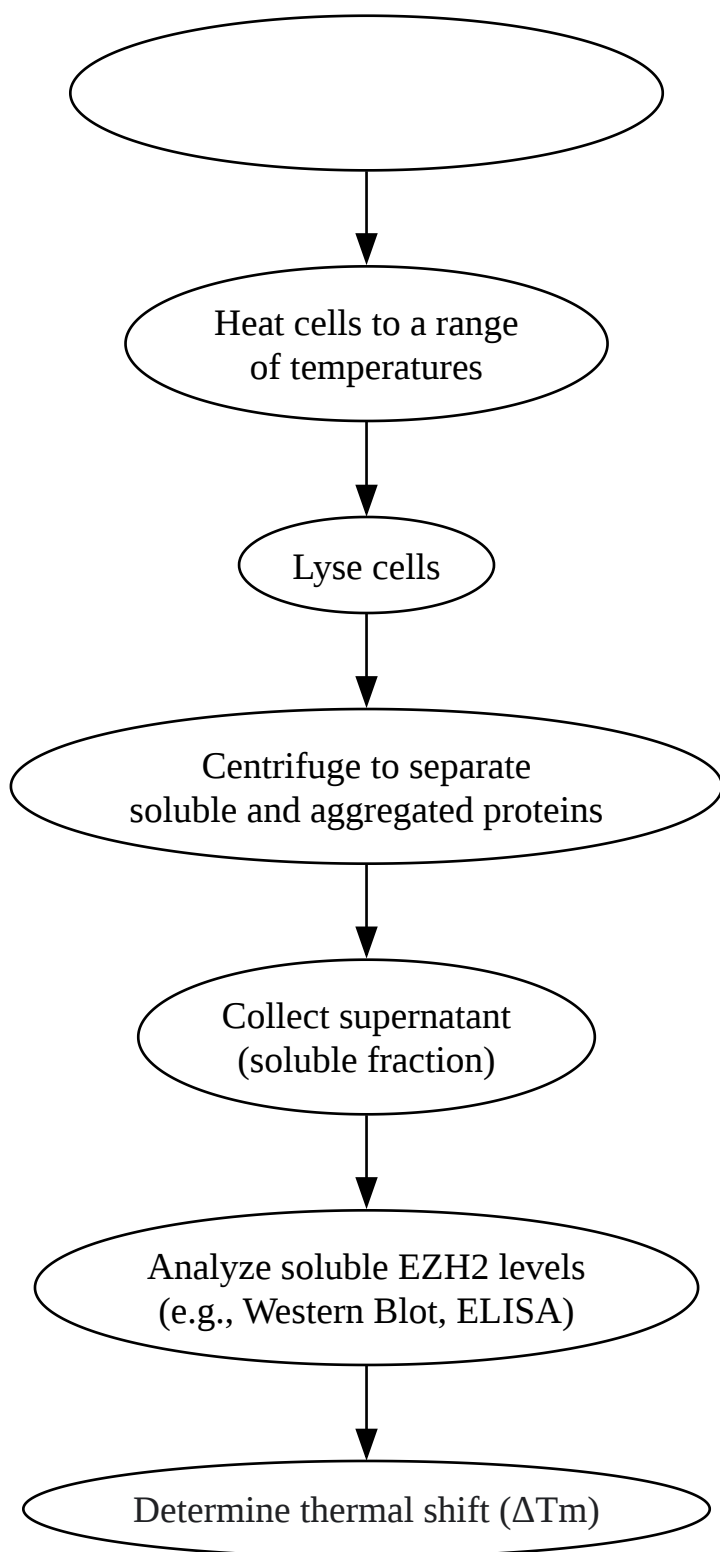 Heat cells to a range
of temperatures
Lyse cells
Centrifuge to separate
soluble and aggregated proteins
Collect supernatant
(soluble fraction)
Analyze soluble EZH2 levels
(e.g., Western Blot, ELISA)
Determine thermal shift (ΔTm)